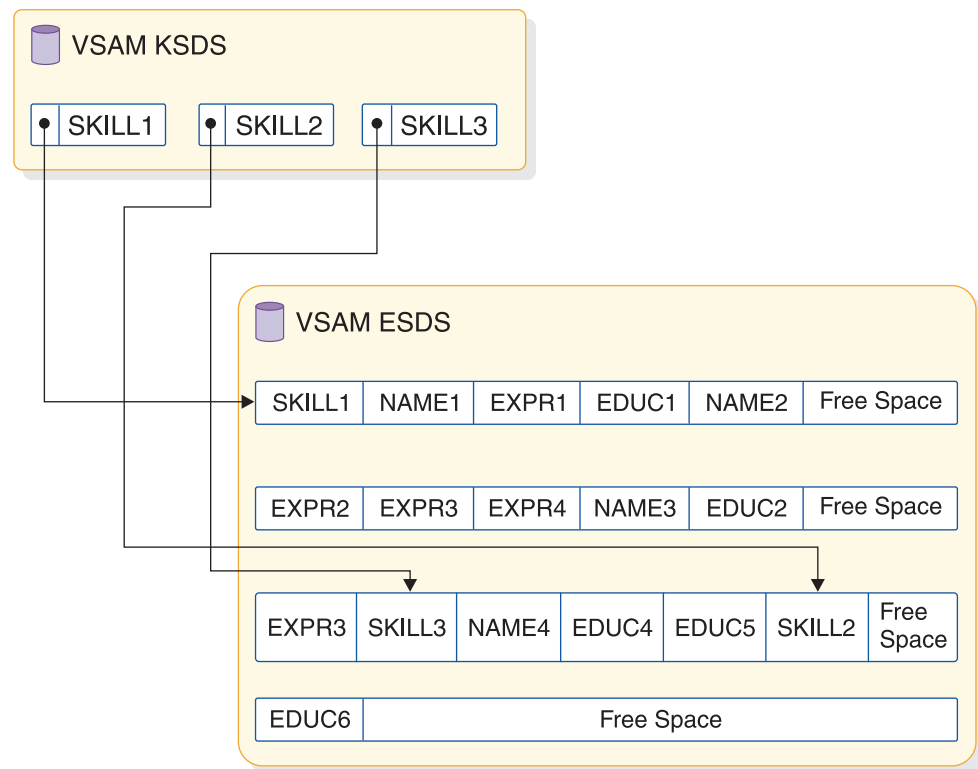 VSAM KSDS
SKILL1 SKILL2 SKILL3
VSAM ESDS
SKILL1 NAME1 EXPR1 EDUC1 NAME2 Free Space
EXPR2 EXPR3 EXPR4 NAME3 EDUC2 Free Space
EXPR3 SKILL3 NAME4 EDUC4 EDUC5 SKILL2 Free
Space
EDUC6 Free Space